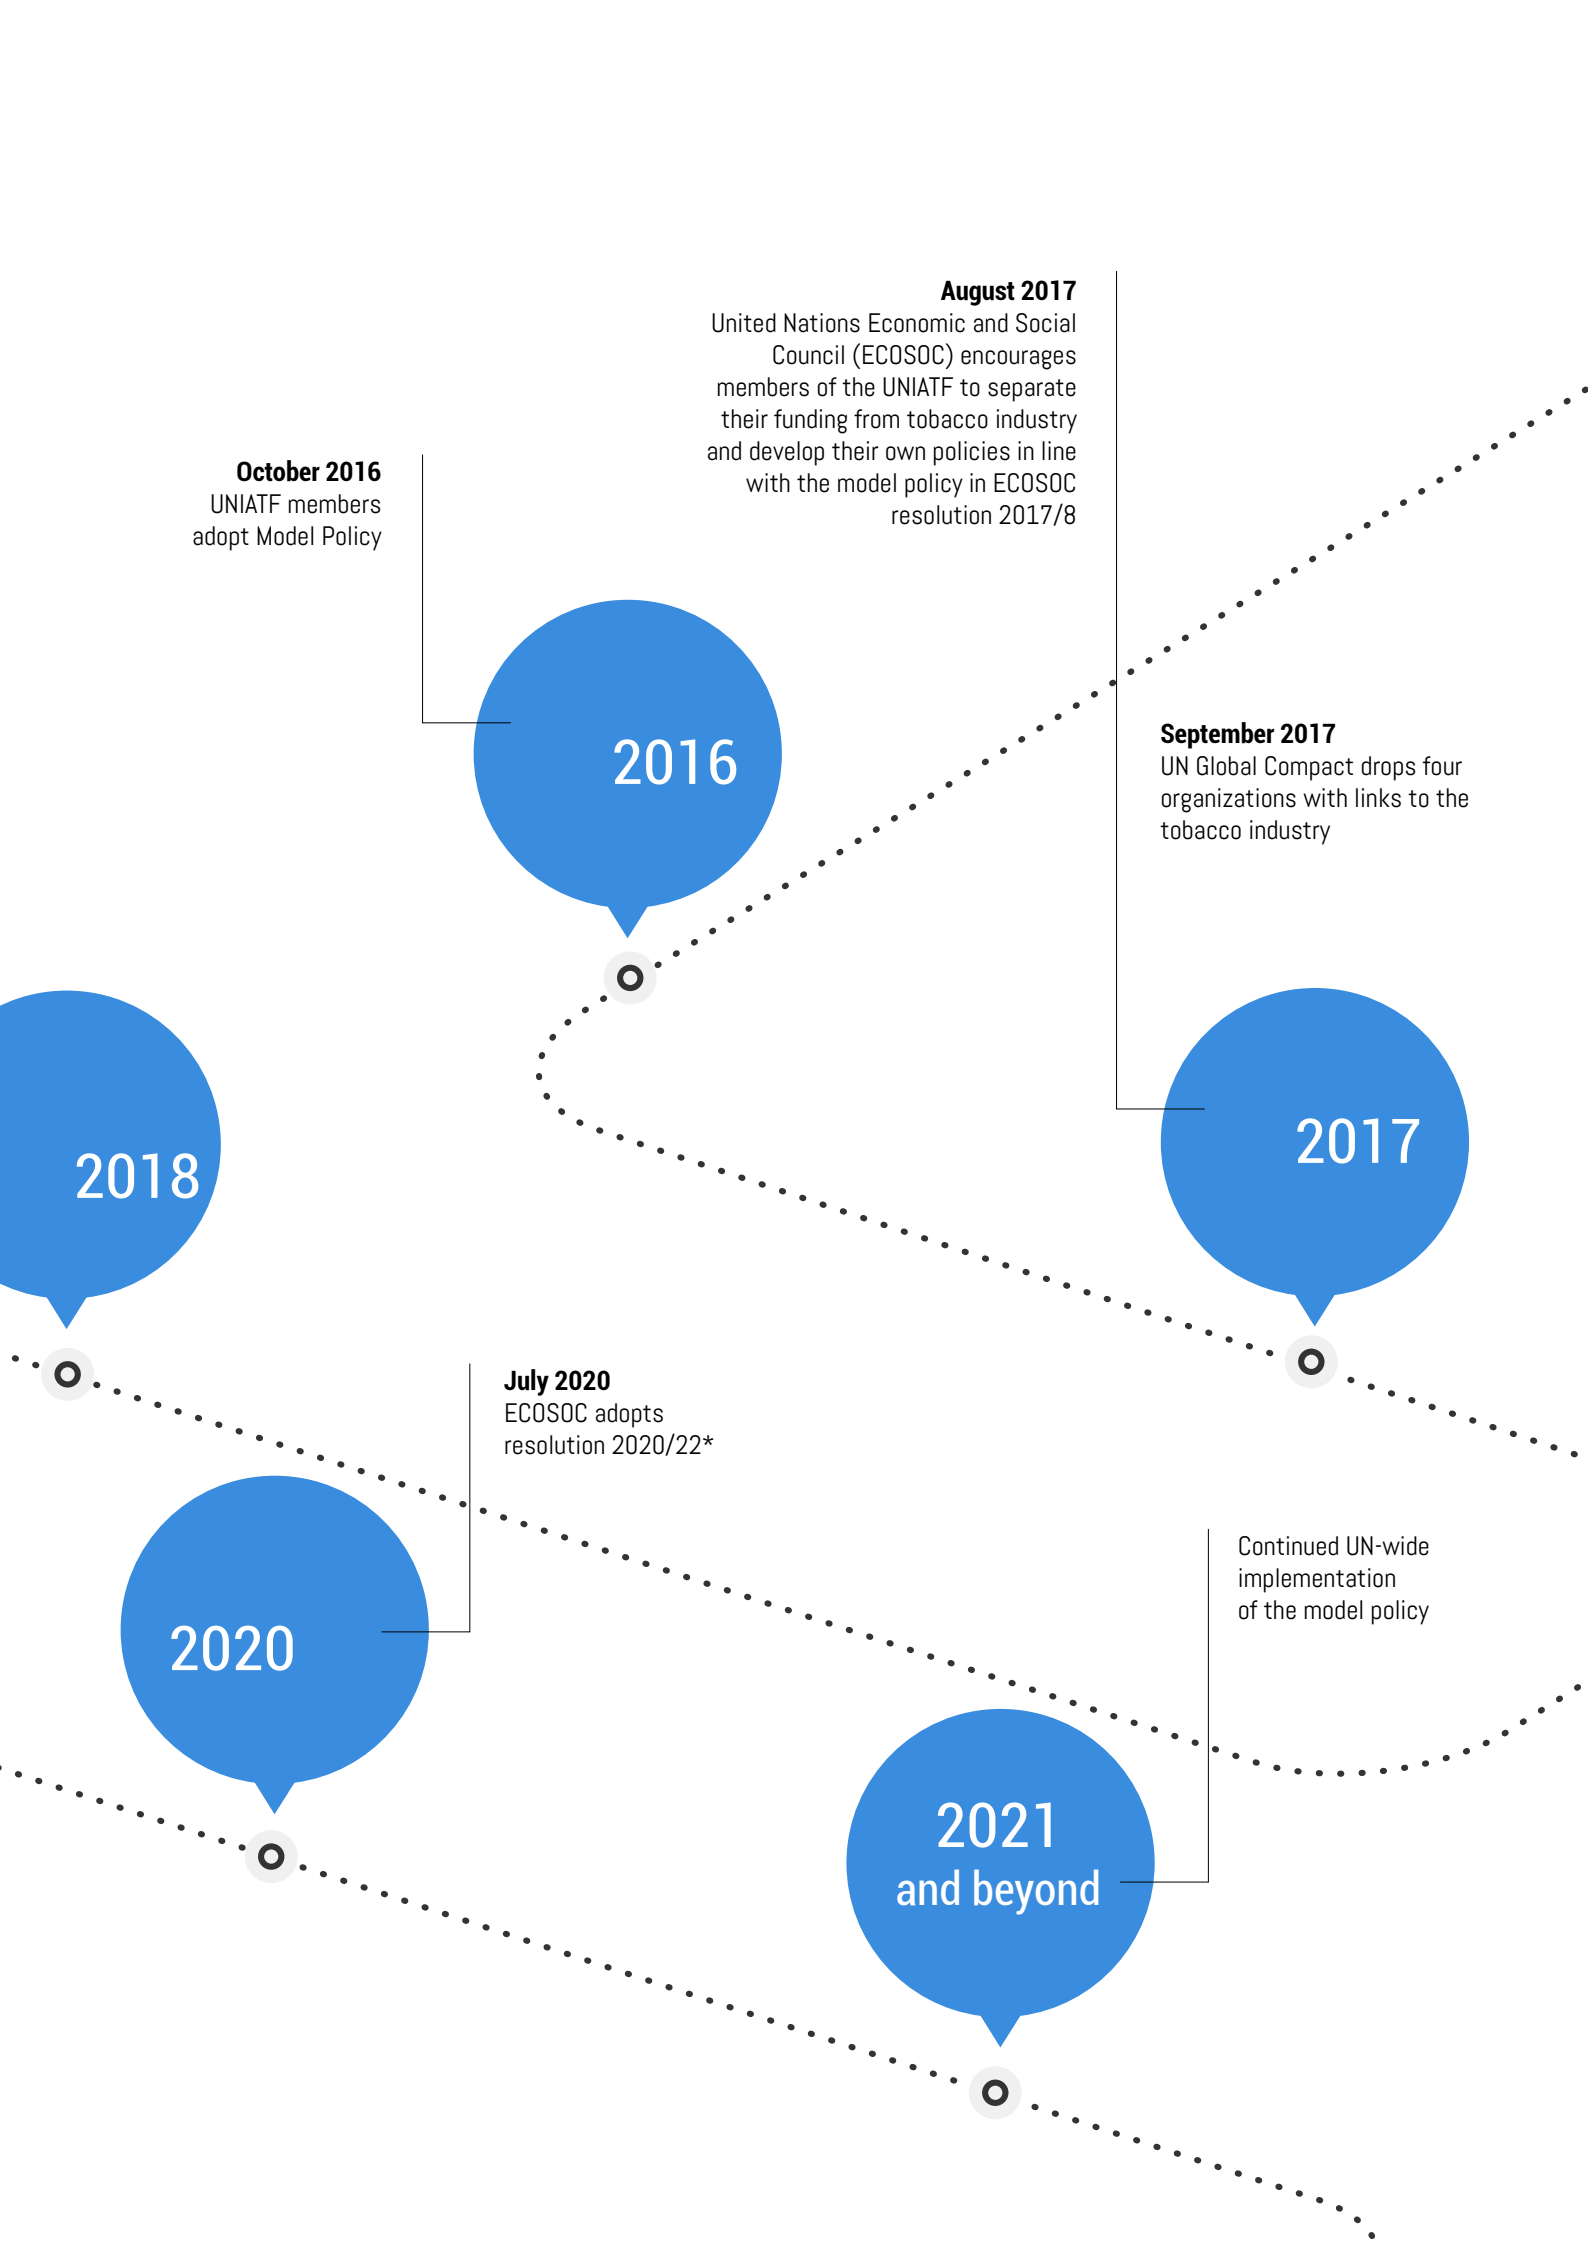 October 2016
UNIATF members
adopt Model Policy
2016
August 2017
United Nations Economic and Social
Council (ECOSOC) encourages
members of the UNIATF to separate
their funding from tobacco industry
and develop their own policies in line
with the model policy in ECOSOC
resolution 2017/8
September 2017
UN Global Compact drops four
organizations with links to the
tobacco industry
2017
2018
July 2020
ECOSOC adopts
resolution 2020/22*
2020
Continued UN-wide
implementation
of the model policy
2021
and beyond